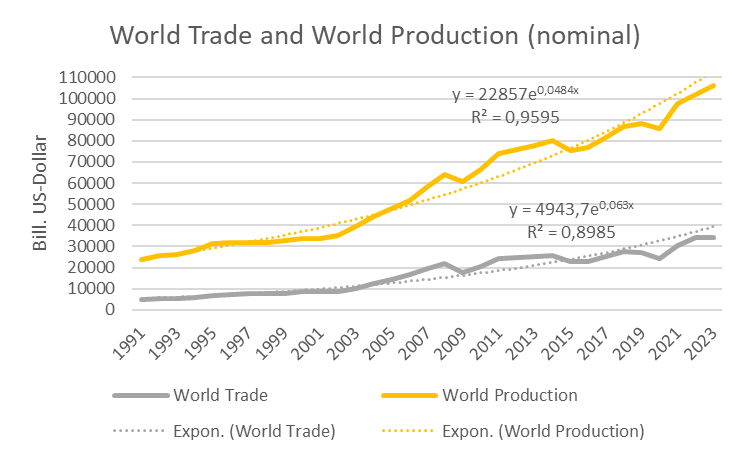 World Trade and World Production (nominal)
Bill. US-Dollar
110000
100000
90000
80000
70000
60000
50000
40000
30000
20000
10000
0
y = 22857e^0,0484x
R² = 0,9595
y = 4943,7e^0,063x
R² = 0,8985
1991
1993
1995
1997
1999
2001
2003
2005
2007
2009
2011
2013
2015
2017
2019
2021
2023
World Trade
World Production
Expon. (World Trade)
Expon. (World Production)